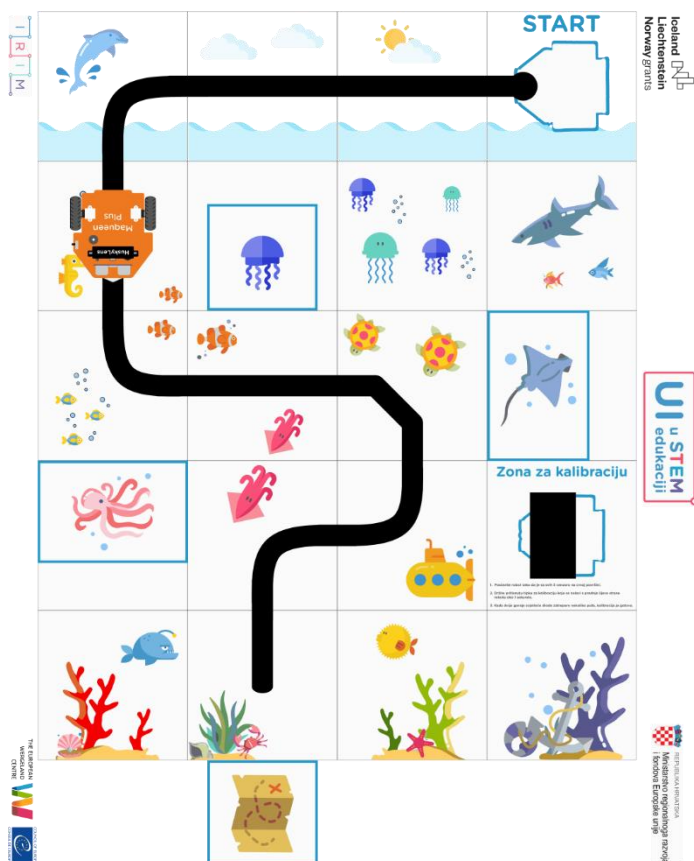 START
IRIM
Iceland
Liechtenstein
Norway grants
Maqueen
Plus
HuskyLens
UI u STEM
edukaciji
Zona za kalibraciju
THE EUROPEAN
WERGELAND
CENTRE
REPUBLIKA HRVATSKA
Ministarstvo regionalnoga razvoja
i fondova Europske unije